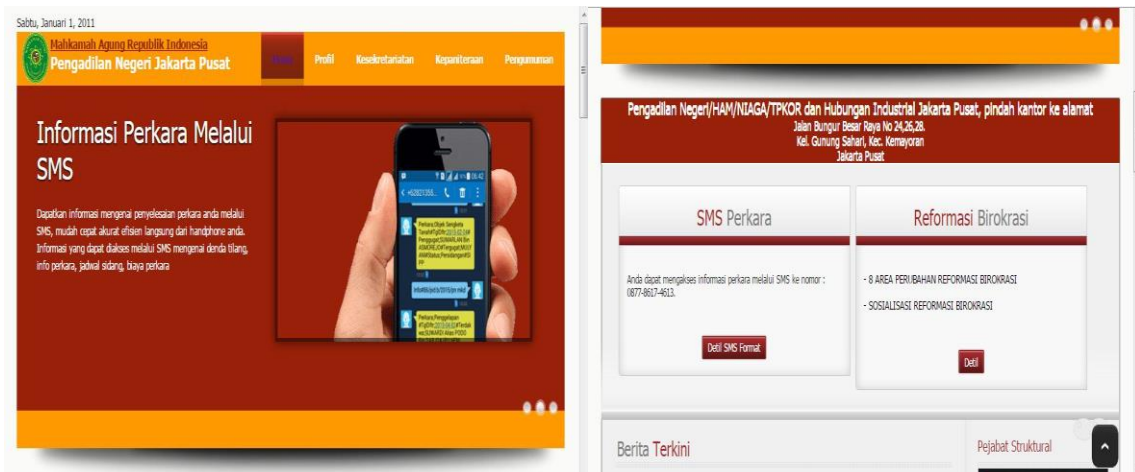 Sabtu, Januari 1, 2011
Mahkamah Agung Republik Indonesia
Pengadilan Negeri Jakarta Pusat
Profil
Kesekretariatan
Kepaniteraan
Pengumuman
Informasi Perkara Melalui
SMS
Dapatkan informasi mengenai penyelesaian perkara anda melalui
SMS, mudah cepat akurat efisien langsung dari handphone anda.
Informasi yang dapat diakses melalui SMS mengenai denda tilang,
info perkara, jadwal sidang, biaya perkara
Pengadilan Negeri/HAM/NIAGA/TPKOR dan Hubungan Industrial Jakarta Pusat, pindah kantor ke alamat
Jalan Bungur Besar Raya No 24,26,28.
Kel. Gunung Sahari, Kec. Kemayoran
Jakarta Pusat
SMS Perkara
Anda dapat mengakses informasi perkara melalui SMS ke nomor :
0877-8617-4613.
Detil SMS Format
Reformasi Birokrasi
- 8 AREA PERUBAHAN REFORMASI BIROKRASI
- SOSIALISASI REFORMASI BIROKRASI
Detil
Berita Terkini
Pejabat Struktural